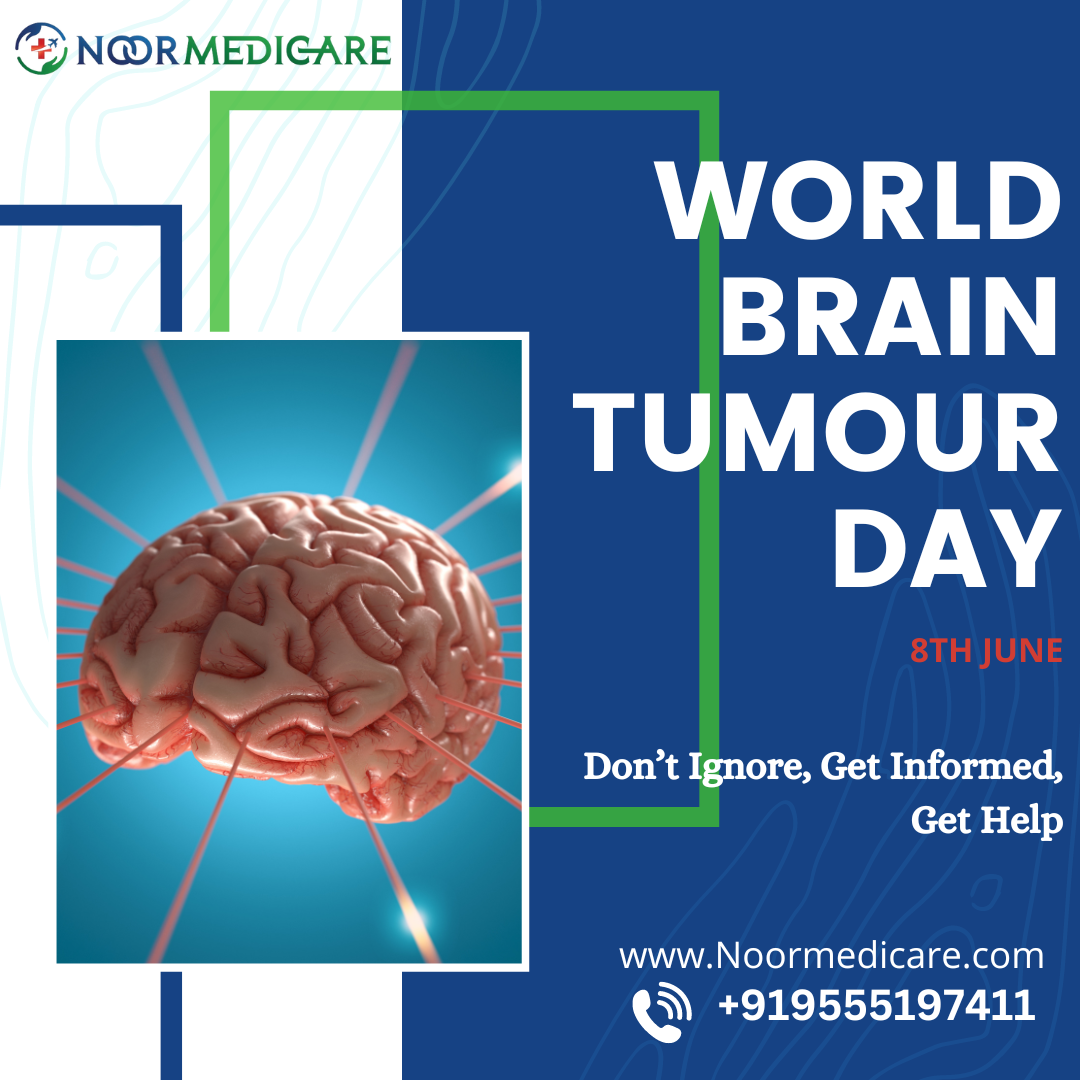 NOORMEDICARE
WORLD
BRAIN
TUMOUR
DAY
8TH JUNE
Don’t Ignore, Get Informed,
Get Help
www.Noormedicare.com
+919555197411